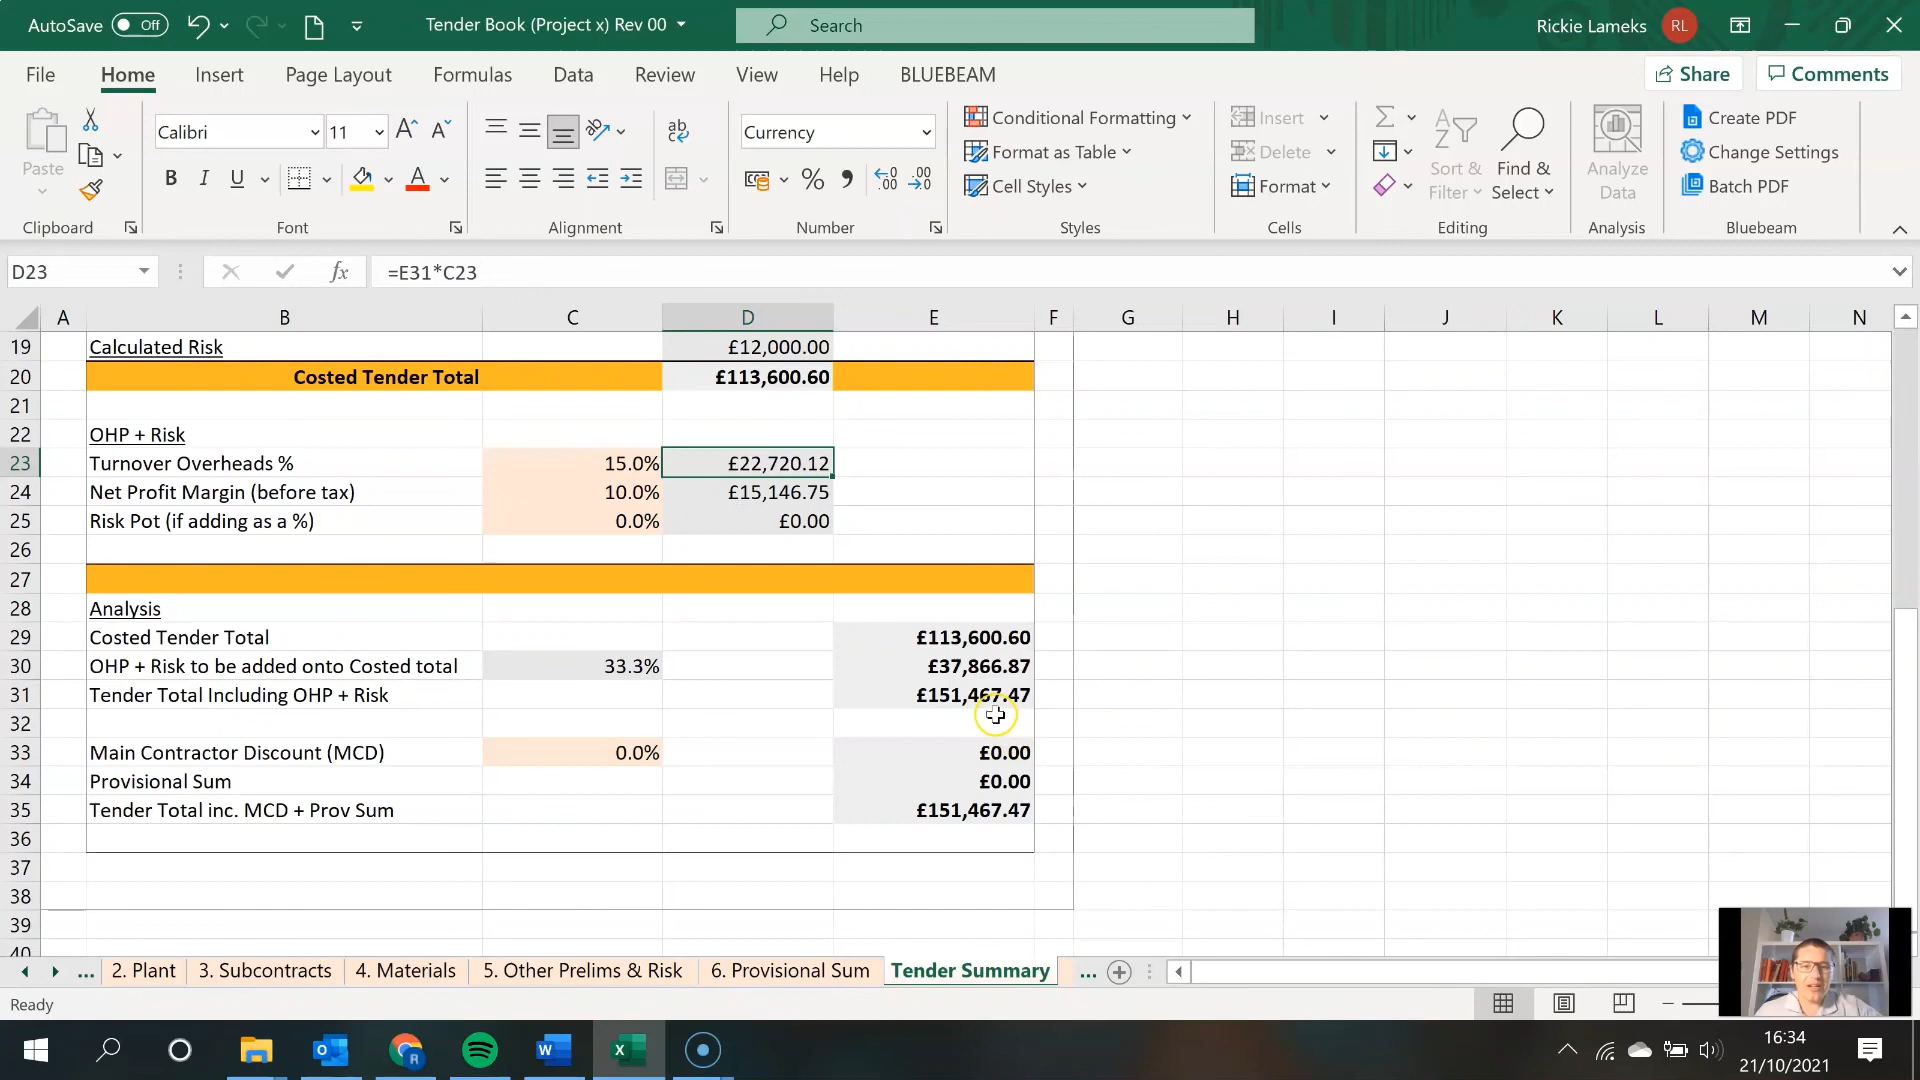 AutoSave Off Tender Book (Project x) Rev 00 Search Rickie Lameks RL
File Home Insert Page Layout Formulas Data Review View Help BLUEBEAM Share Comments
Calibri 11 ab Currency Conditional Formatting Insert Create PDF
Paste Format as Table Delete Sort & Filter Find & Select Analyze Data Change Settings
B I U A Cell Styles Format Batch PDF
Clipboard Font Alignment Number Styles Cells Editing Analysis Bluebeam
D23 fx =E31*C23
A B C D E F G H I J K L M N
19 Calculated Risk £12,000.00
20 Costed Tender Total £113,600.60
21
22 OHP + Risk
23 Turnover Overheads % 15.0% £22,720.12
24 Net Profit Margin (before tax) 10.0% £15,146.75
25 Risk Pot (if adding as a %) 0.0% £0.00
26
27
28 Analysis
29 Costed Tender Total £113,600.60
30 OHP + Risk to be added onto Costed total 33.3% £37,866.87
31 Tender Total Including OHP + Risk £151,467.47
32
33 Main Contractor Discount (MCD) 0.0% £0.00
34 Provisional Sum £0.00
35 Tender Total inc. MCD + Prov Sum £151,467.47
36
37
38
39
40
... 2. Plant 3. Subcontracts 4. Materials 5. Other Prelims & Risk 6. Provisional Sum Tender Summary ...
Ready
16:34
21/10/2021